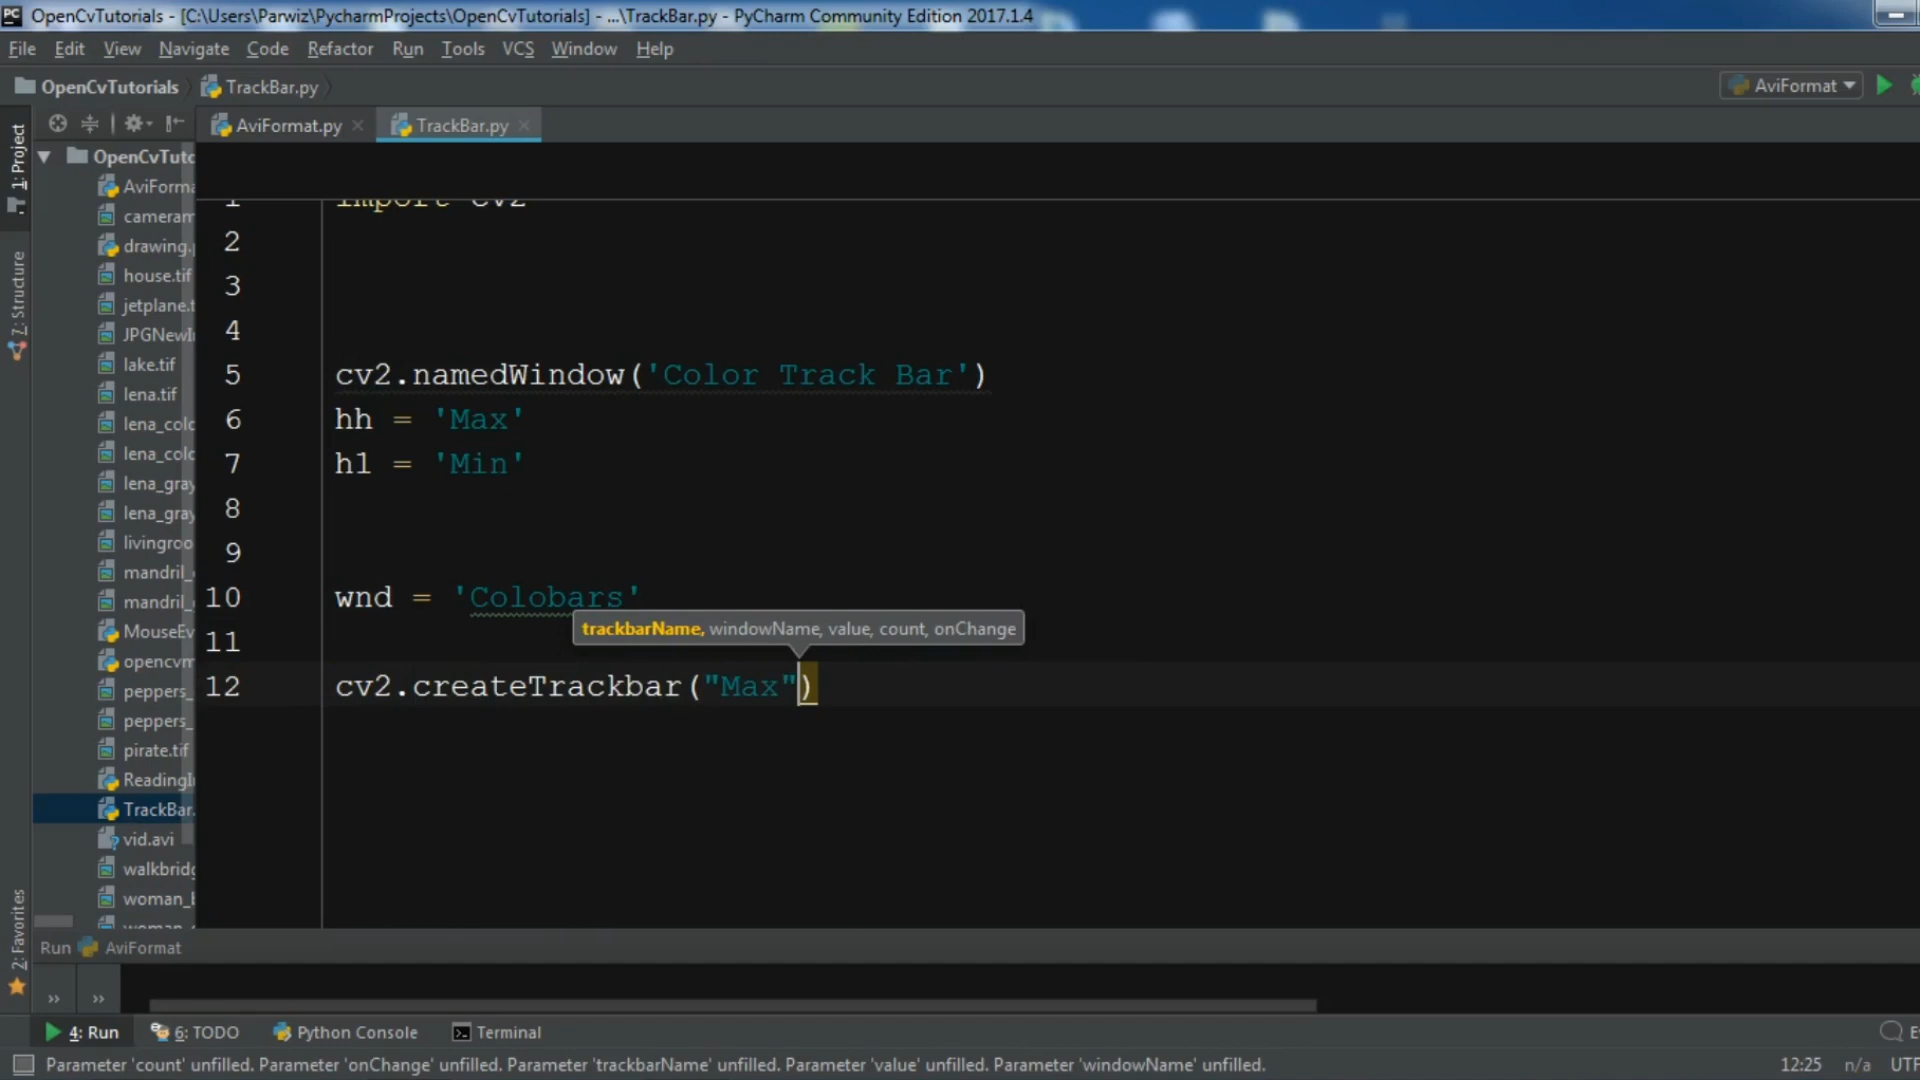 PC OpenCvTutorials - [C:\Users\Parwiz\PycharmProjects\OpenCvTutorials] - ...\TrackBar.py - PyCharm Community Edition 2017.1.4
File Edit View Navigate Code Refactor Run Tools VCS Window Help
OpenCvTutorials TrackBar.py AviFormat
AviFormat.py TrackBar.py
1: Project
7: Structure
2: Favorites
OpenCvTuto
AviForma
cameram
drawing.
house.tif
jetplane.t
JPGNewI
lake.tif
lena.tif
lena_colo
lena_colo
lena_gray
lena_gray
livingroo
mandril_
mandril_
MouseEv
opencvm
peppers_
peppers_
pirate.tif
ReadingI
TrackBar.
vid.avi
walkbridg
woman_
1 import cv2
2
3
4
5 cv2.namedWindow('Color Track Bar')
6 hh = 'Max'
7 h1 = 'Min'
8
9
10 wnd = 'Colobars'
trackbarName, windowName, value, count, onChange
11
12 cv2.createTrackbar("Max")
Run AviFormat
» »
4: Run 6: TODO Python Console Terminal
Parameter 'count' unfilled. Parameter 'onChange' unfilled. Parameter 'trackbarName' unfilled. Parameter 'value' unfilled. Parameter 'windowName' unfilled. 12:25 n/a UTF